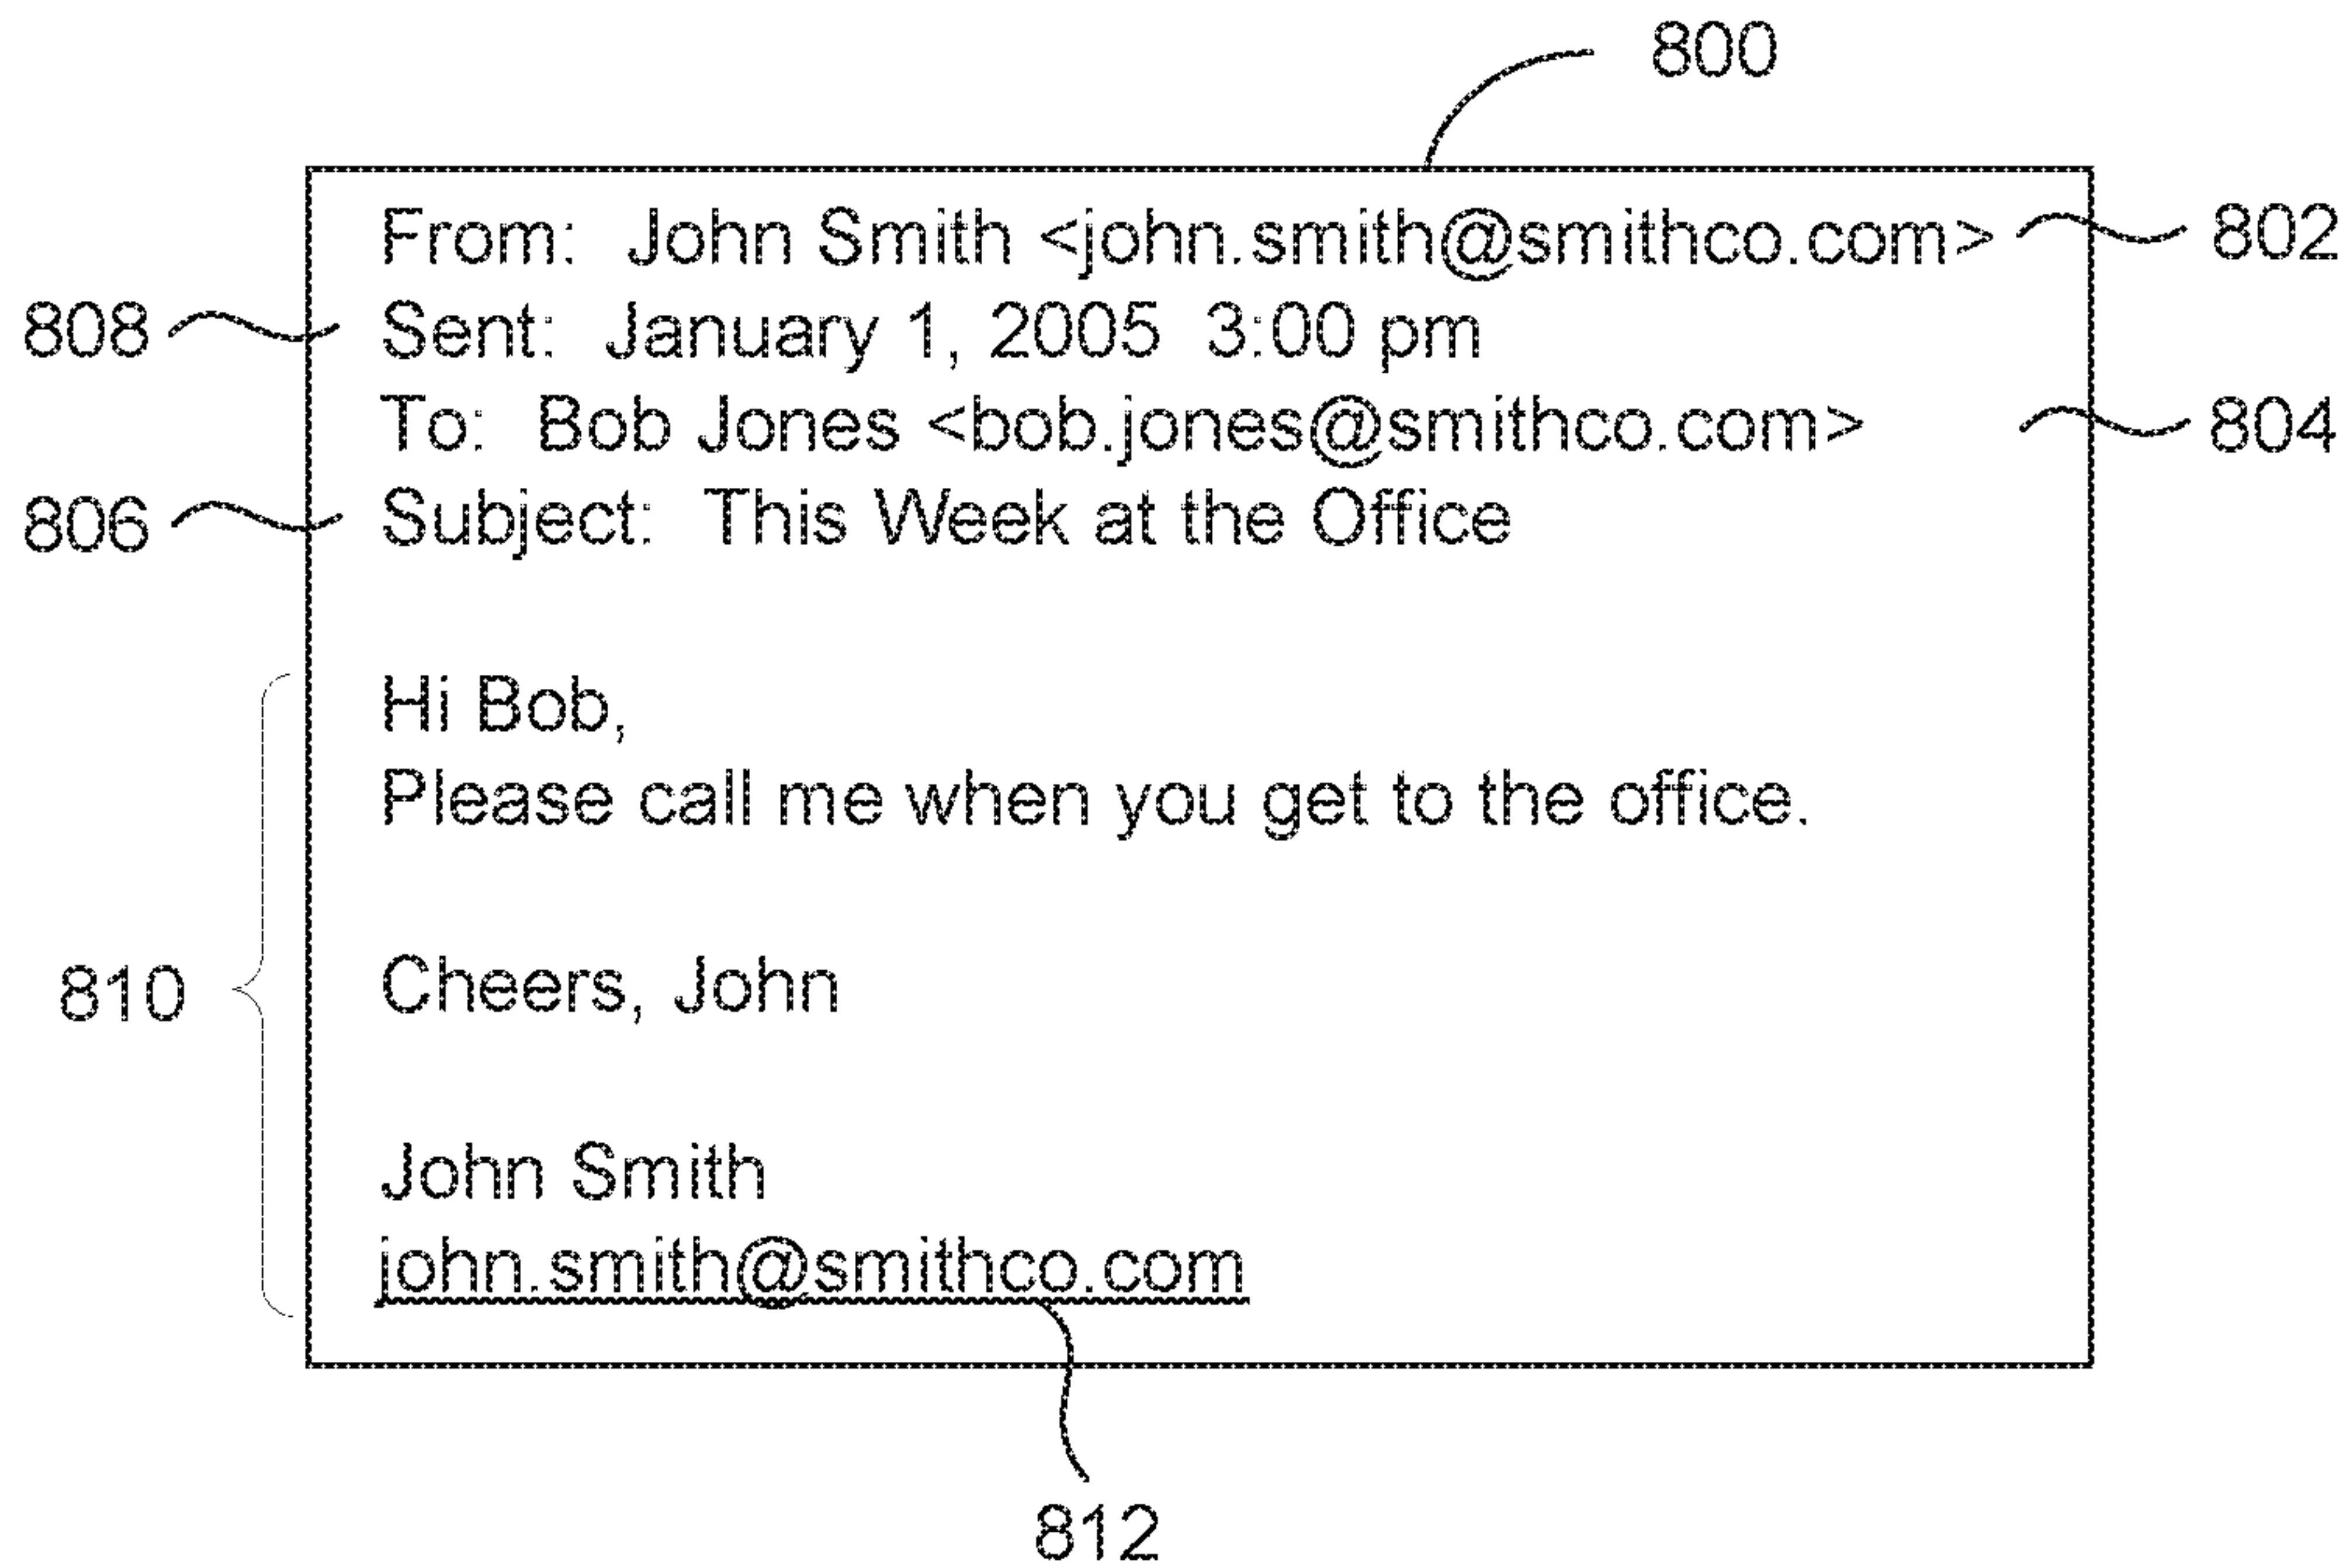 800
From: John Smith <john.smith@smithco.com> 802
808 Sent: January 1, 2005 3:00 pm
To: Bob Jones <bob.jones@smithco.com> 804
806 Subject: This Week at the Office
Hi Bob,
Please call me when you get to the office.
810 Cheers, John
John Smith
john.smith@smithco.com
812